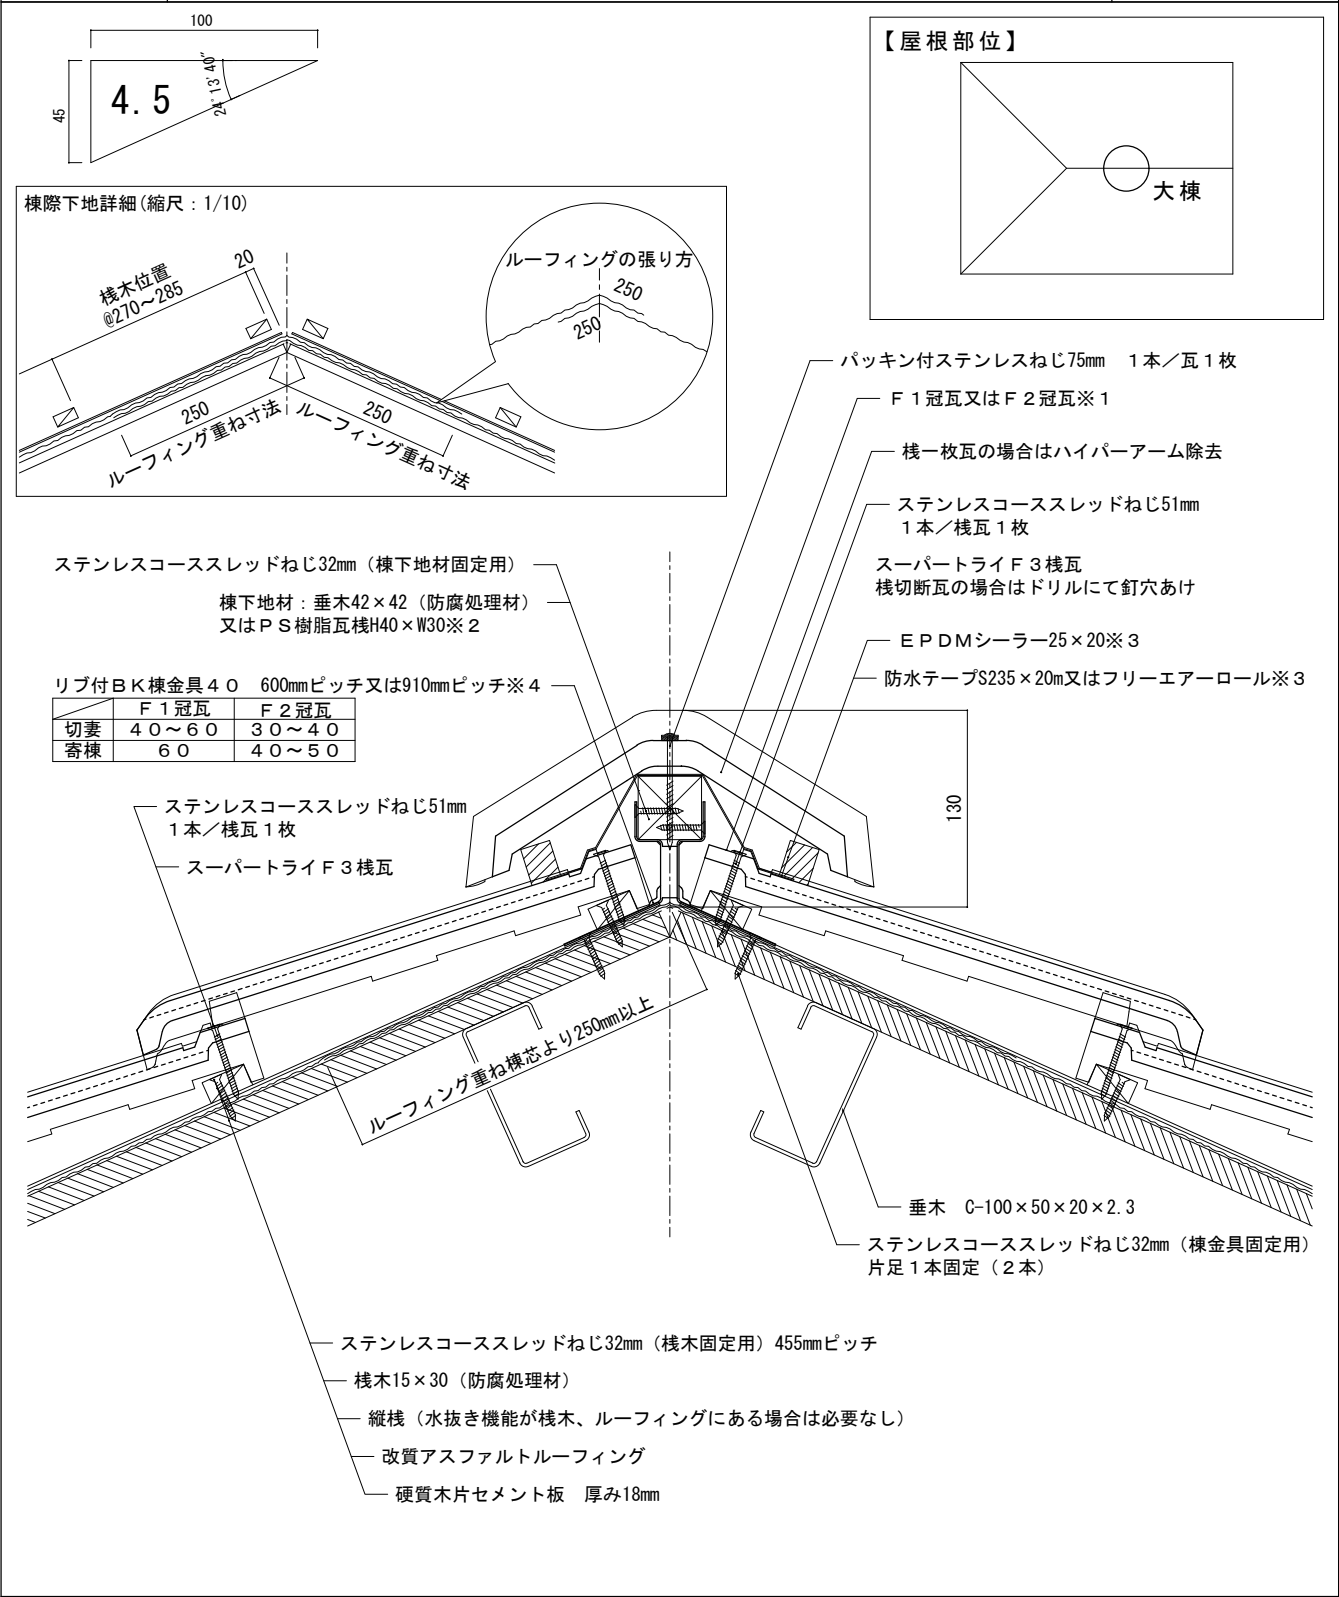 100
45
4.5
24°13′40″
【屋根部位】
大棟
棟際下地詳細(縮尺：1/10)
桟木位置
@270～285
20
ルーフィングの張り方
250
250
250
250
ルーフィング重ね寸法
ルーフィング重ね寸法
パッキン付ステンレスねじ75mm　1本／瓦１枚
Ｆ１冠瓦又はＦ２冠瓦※１
桟一枚瓦の場合はハイパーアーム除去
ステンレスコーススレッドねじ51mm
１本／桟瓦１枚
スーパートライＦ３桟瓦
桟切断瓦の場合はドリルにて釘穴あけ
ＥＰＤＭシーラー25×20※３
防水テープS235×20m又はフリーエアーロール※３
ステンレスコーススレッドねじ32mm（棟下地材固定用）
棟下地材：垂木42×42（防腐処理材）
又はＰＳ樹脂瓦桟H40×W30※２
リブ付ＢＫ棟金具４０　600mmピッチ又は910mmピッチ※４
Ｆ１冠瓦 Ｆ２冠瓦
切妻 ４０～６０ ３０～４０
寄棟 ６０ ４０～５０
130
ステンレスコーススレッドねじ51mm
１本／桟瓦１枚
スーパートライＦ３桟瓦
ルーフィング重ね棟芯より250mm以上
垂木　C-100×50×20×2.3
ステンレスコーススレッドねじ32mm（棟金具固定用）
片足１本固定（２本）
ステンレスコーススレッドねじ32mm（桟木固定用）455mmピッチ
桟木15×30（防腐処理材）
縦桟（水抜き機能が桟木、ルーフィングにある場合は必要なし）
改質アスファルトルーフィング
硬質木片セメント板　厚み18mm